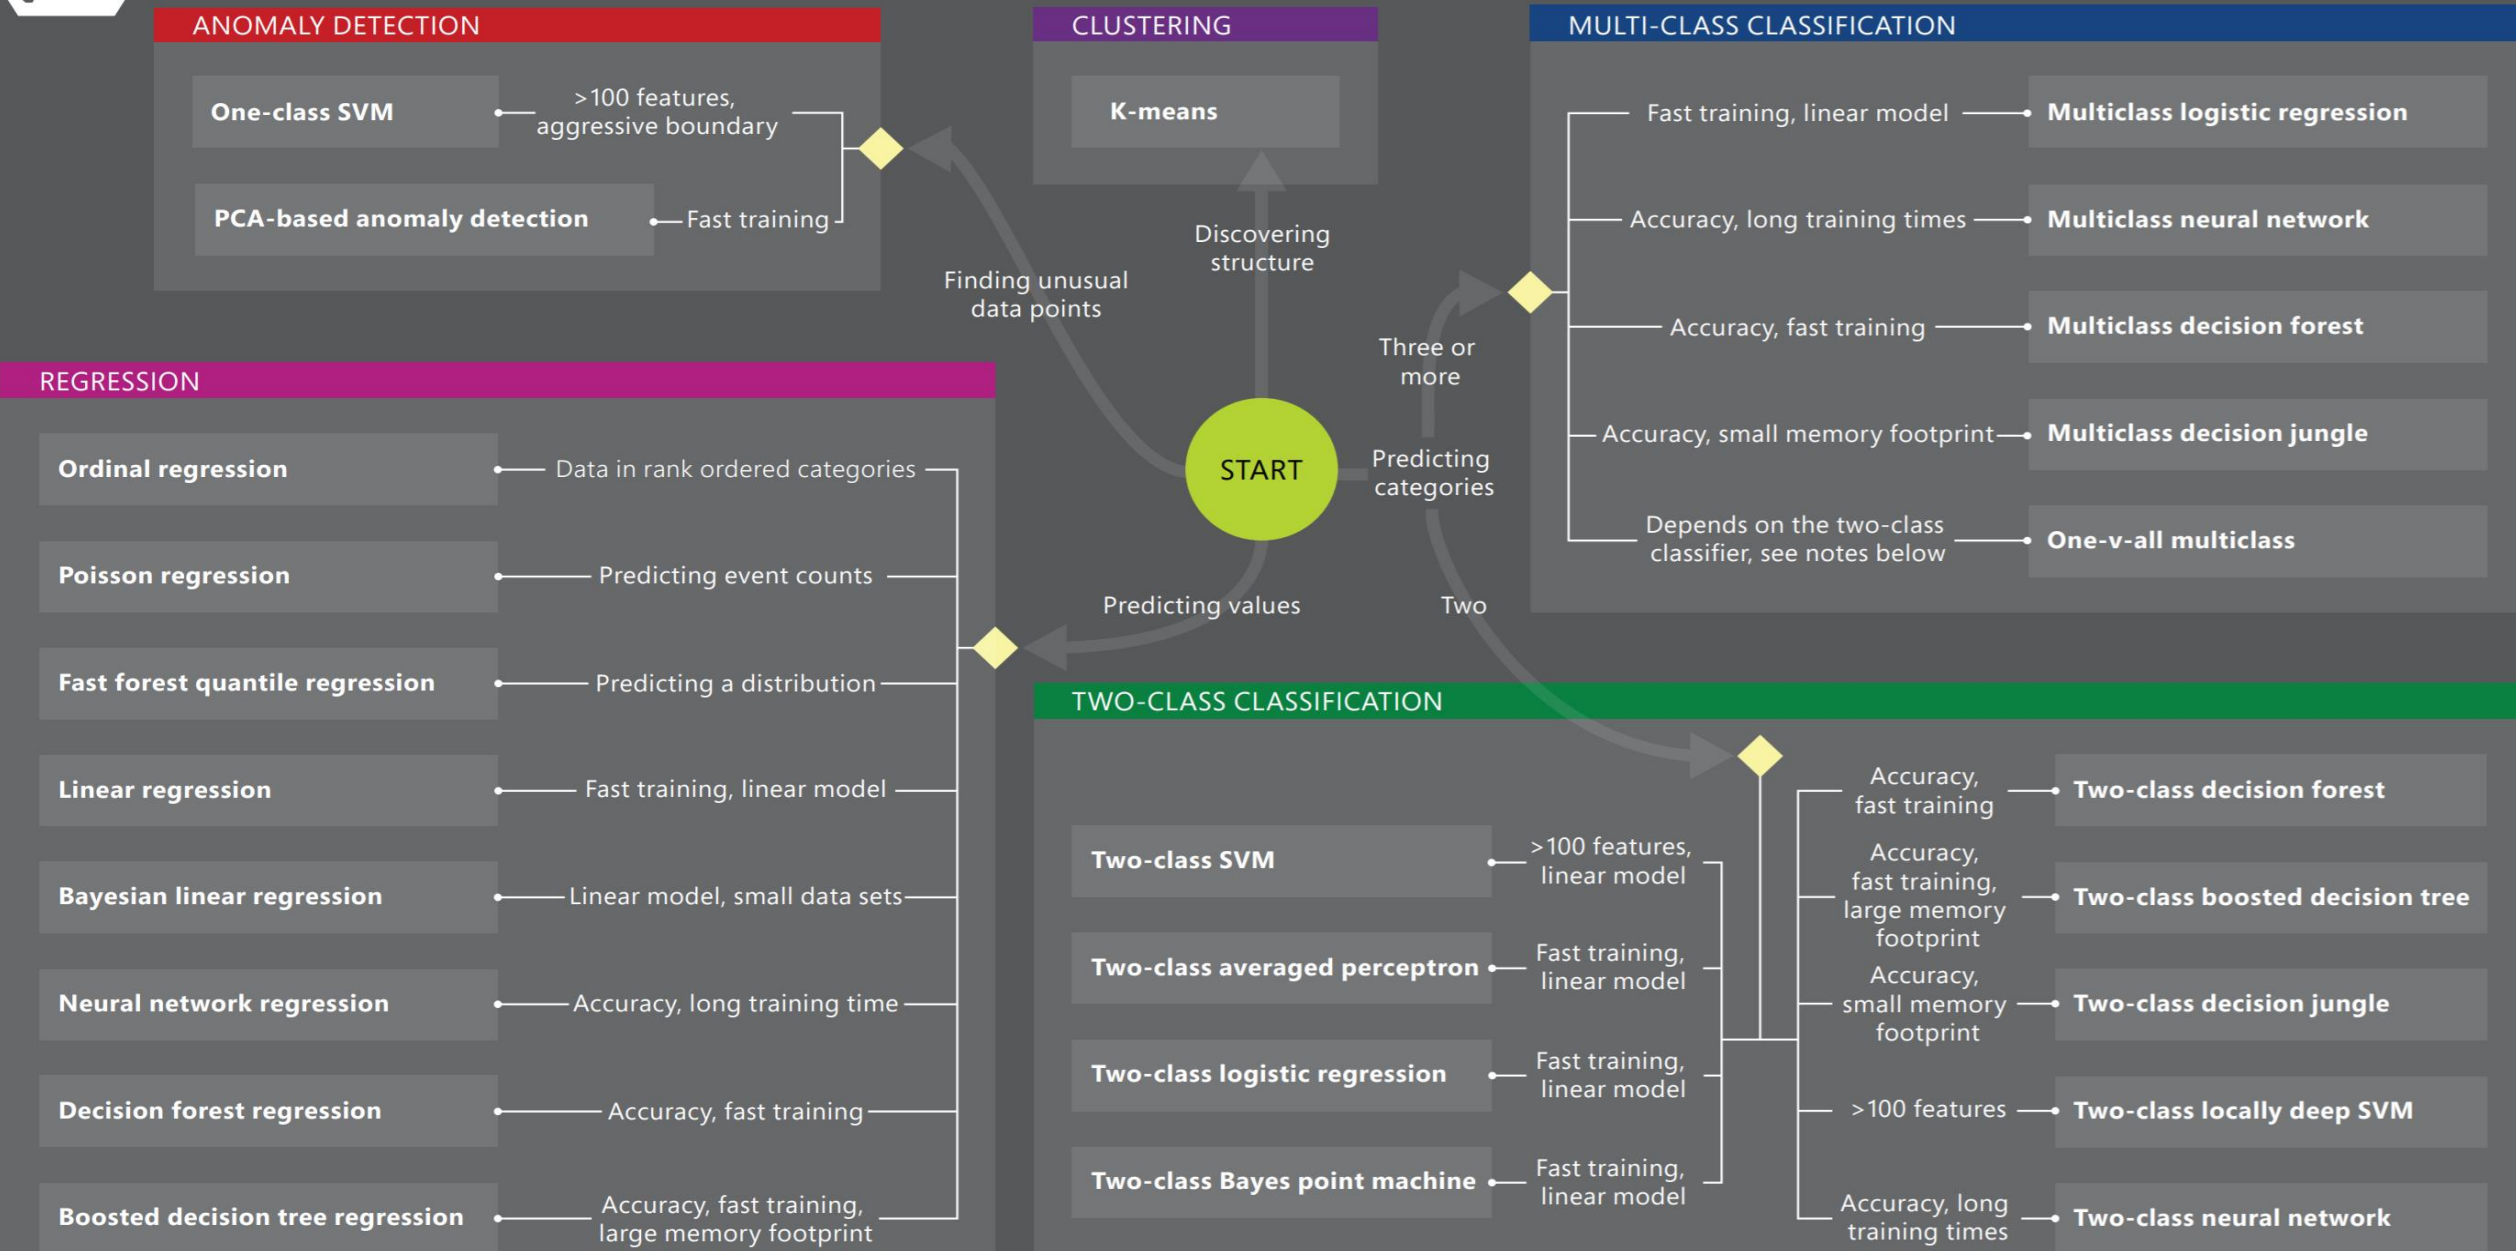 ANOMALY DETECTION
One-class SVM
>100 features,
aggressive boundary
PCA-based anomaly detection
Fast training
CLUSTERING
K-means
MULTI-CLASS CLASSIFICATION
Fast training, linear model
Multiclass logistic regression
Accuracy, long training times
Multiclass neural network
Accuracy, fast training
Multiclass decision forest
Accuracy, small memory footprint
Multiclass decision jungle
Depends on the two-class
classifier, see notes below
One-v-all multiclass
Finding unusual
data points
Discovering
structure
Three or
more
START
Predicting
categories
Predicting values
Two
REGRESSION
Ordinal regression
Data in rank ordered categories
Poisson regression
Predicting event counts
Fast forest quantile regression
Predicting a distribution
Linear regression
Fast training, linear model
Bayesian linear regression
Linear model, small data sets
Neural network regression
Accuracy, long training time
Decision forest regression
Accuracy, fast training
Boosted decision tree regression
Accuracy, fast training,
large memory footprint
TWO-CLASS CLASSIFICATION
Two-class SVM
>100 features,
linear model
Two-class averaged perceptron
Fast training,
linear model
Two-class logistic regression
Fast training,
linear model
Two-class Bayes point machine
Fast training,
linear model
Accuracy,
fast training
Two-class decision forest
Accuracy,
fast training,
large memory
footprint
Two-class boosted decision tree
Accuracy,
small memory
footprint
Two-class decision jungle
>100 features
Two-class locally deep SVM
Accuracy, long
training times
Two-class neural network